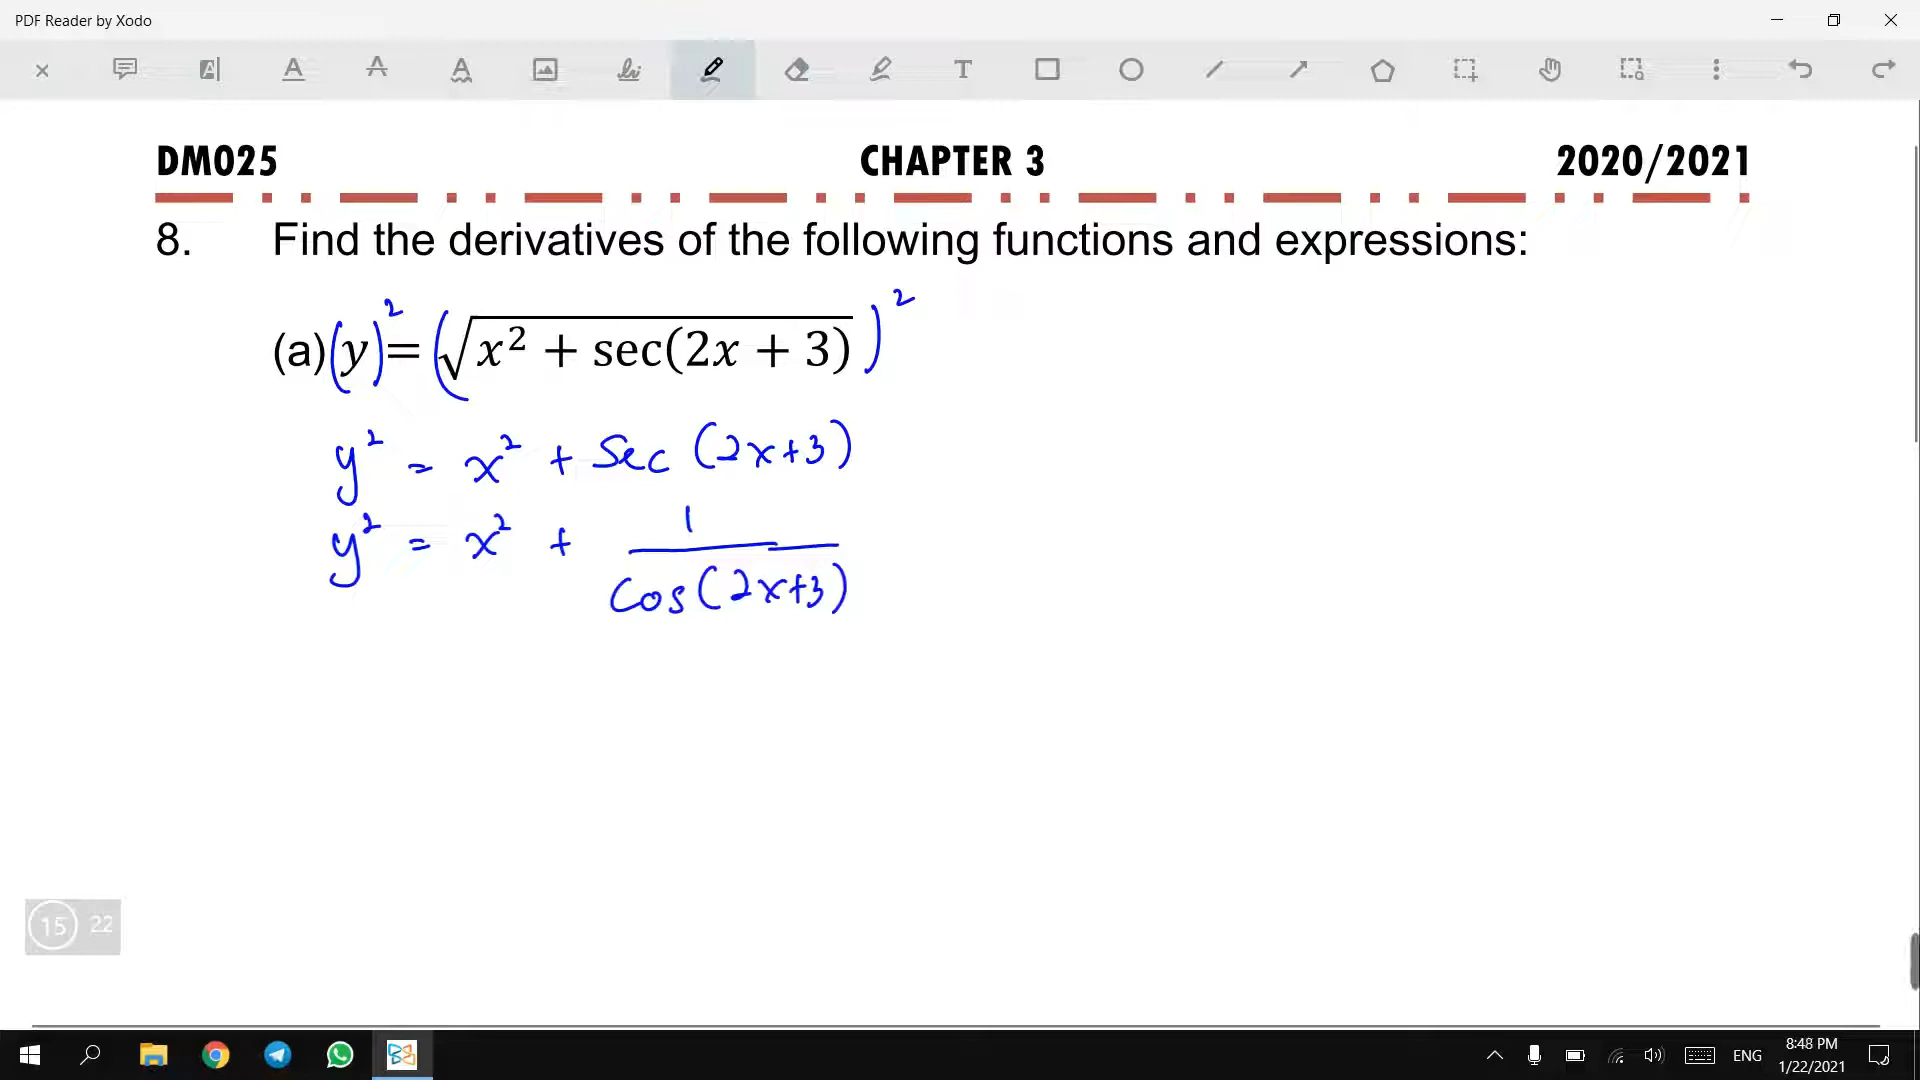 PDF Reader by Xodo
DM025 CHAPTER 3 2020/2021
8. Find the derivatives of the following functions and expressions:
(a) (y)² = (√x² + sec(2x + 3))²
y² = x² + Sec (2x+3)
y² = x² + 1
Cos(2x+3)
15 22
ENG
8:48 PM
1/22/2021